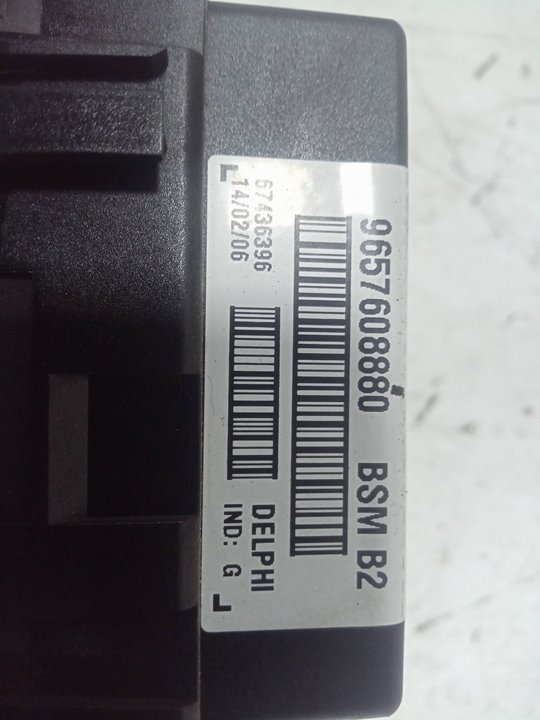 9657608880 BSM B2
67436396
14/02/06
DELPHI
IND: G